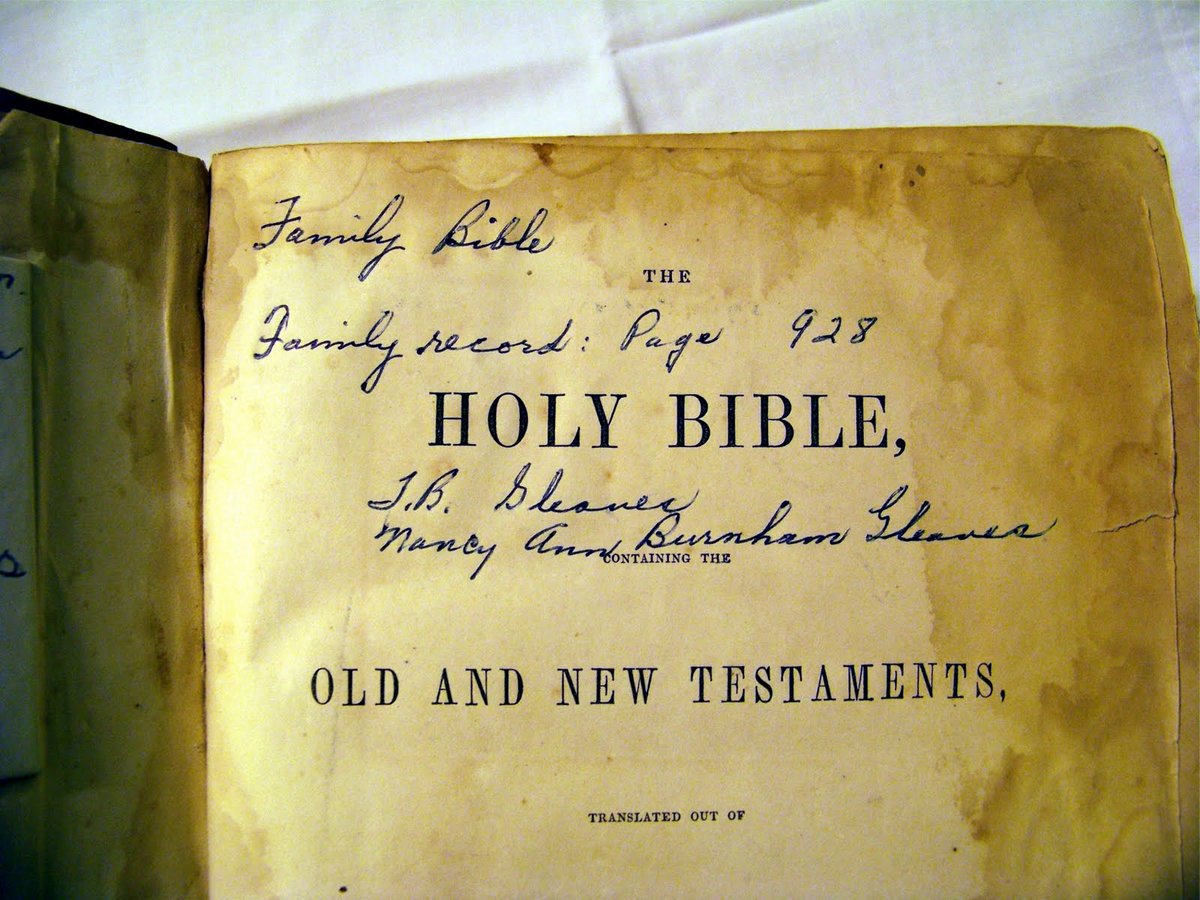 Family Bible
THE
Family record: Page 928
HOLY BIBLE,
J.B. Gleaves
Nancy Ann Burnham Gleaves
CONTAINING THE
OLD AND NEW TESTAMENTS,
TRANSLATED OUT OF